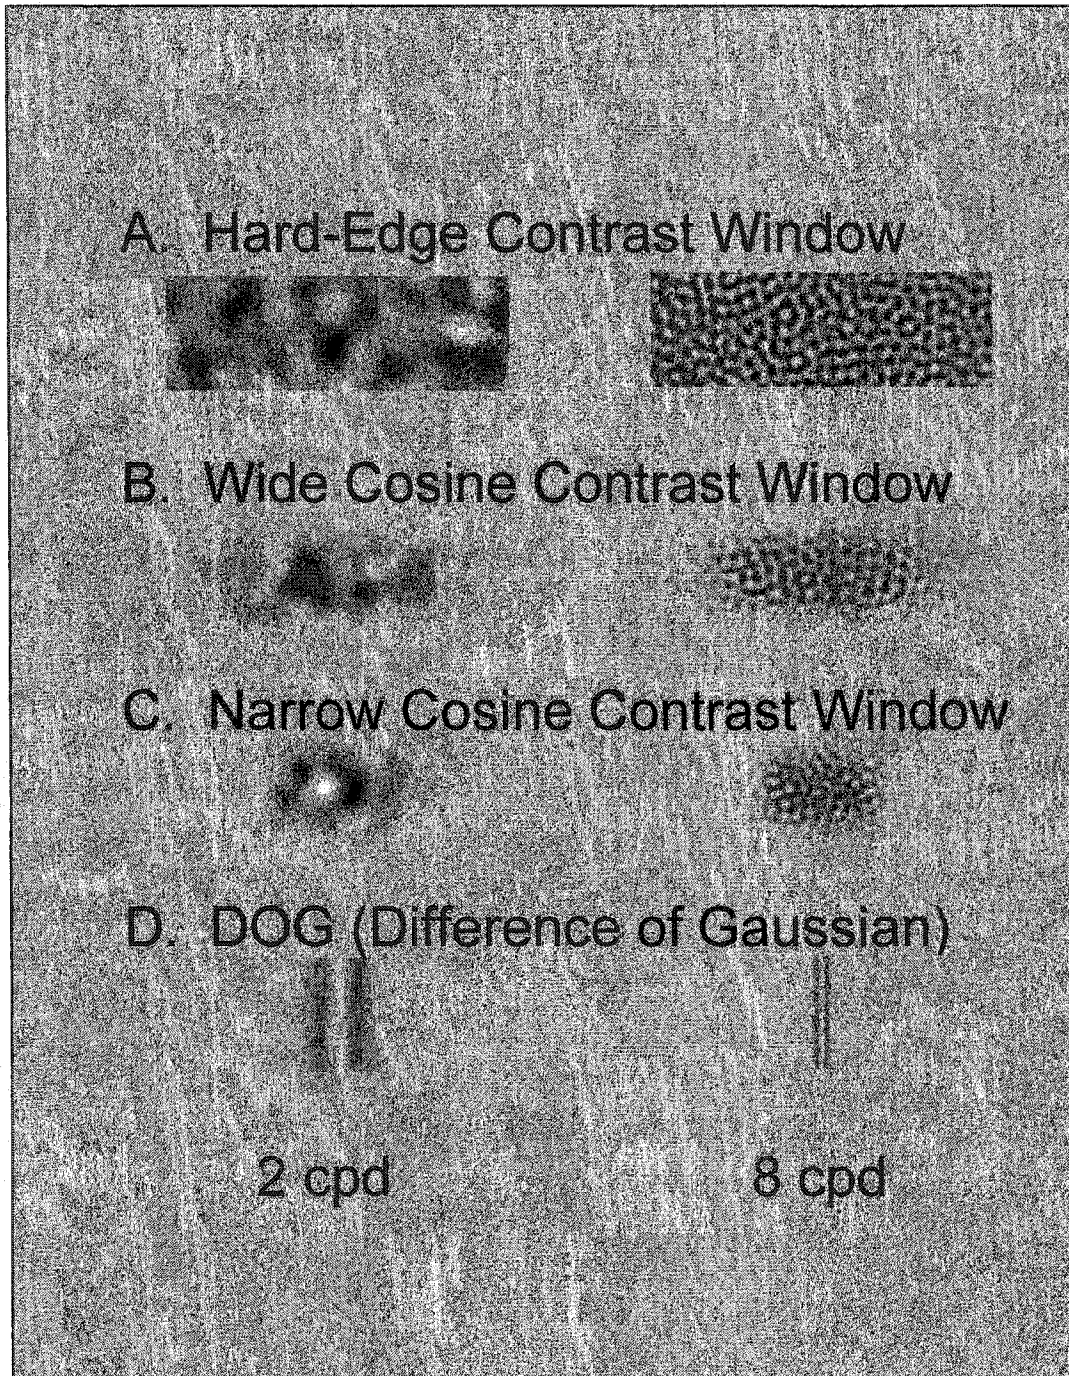 A. Hard-Edge Contrast Window
B. Wide Cosine Contrast Window
C. Narrow Cosine Contrast Window
D. DOG (Difference of Gaussian)
2 cpd 8 cpd